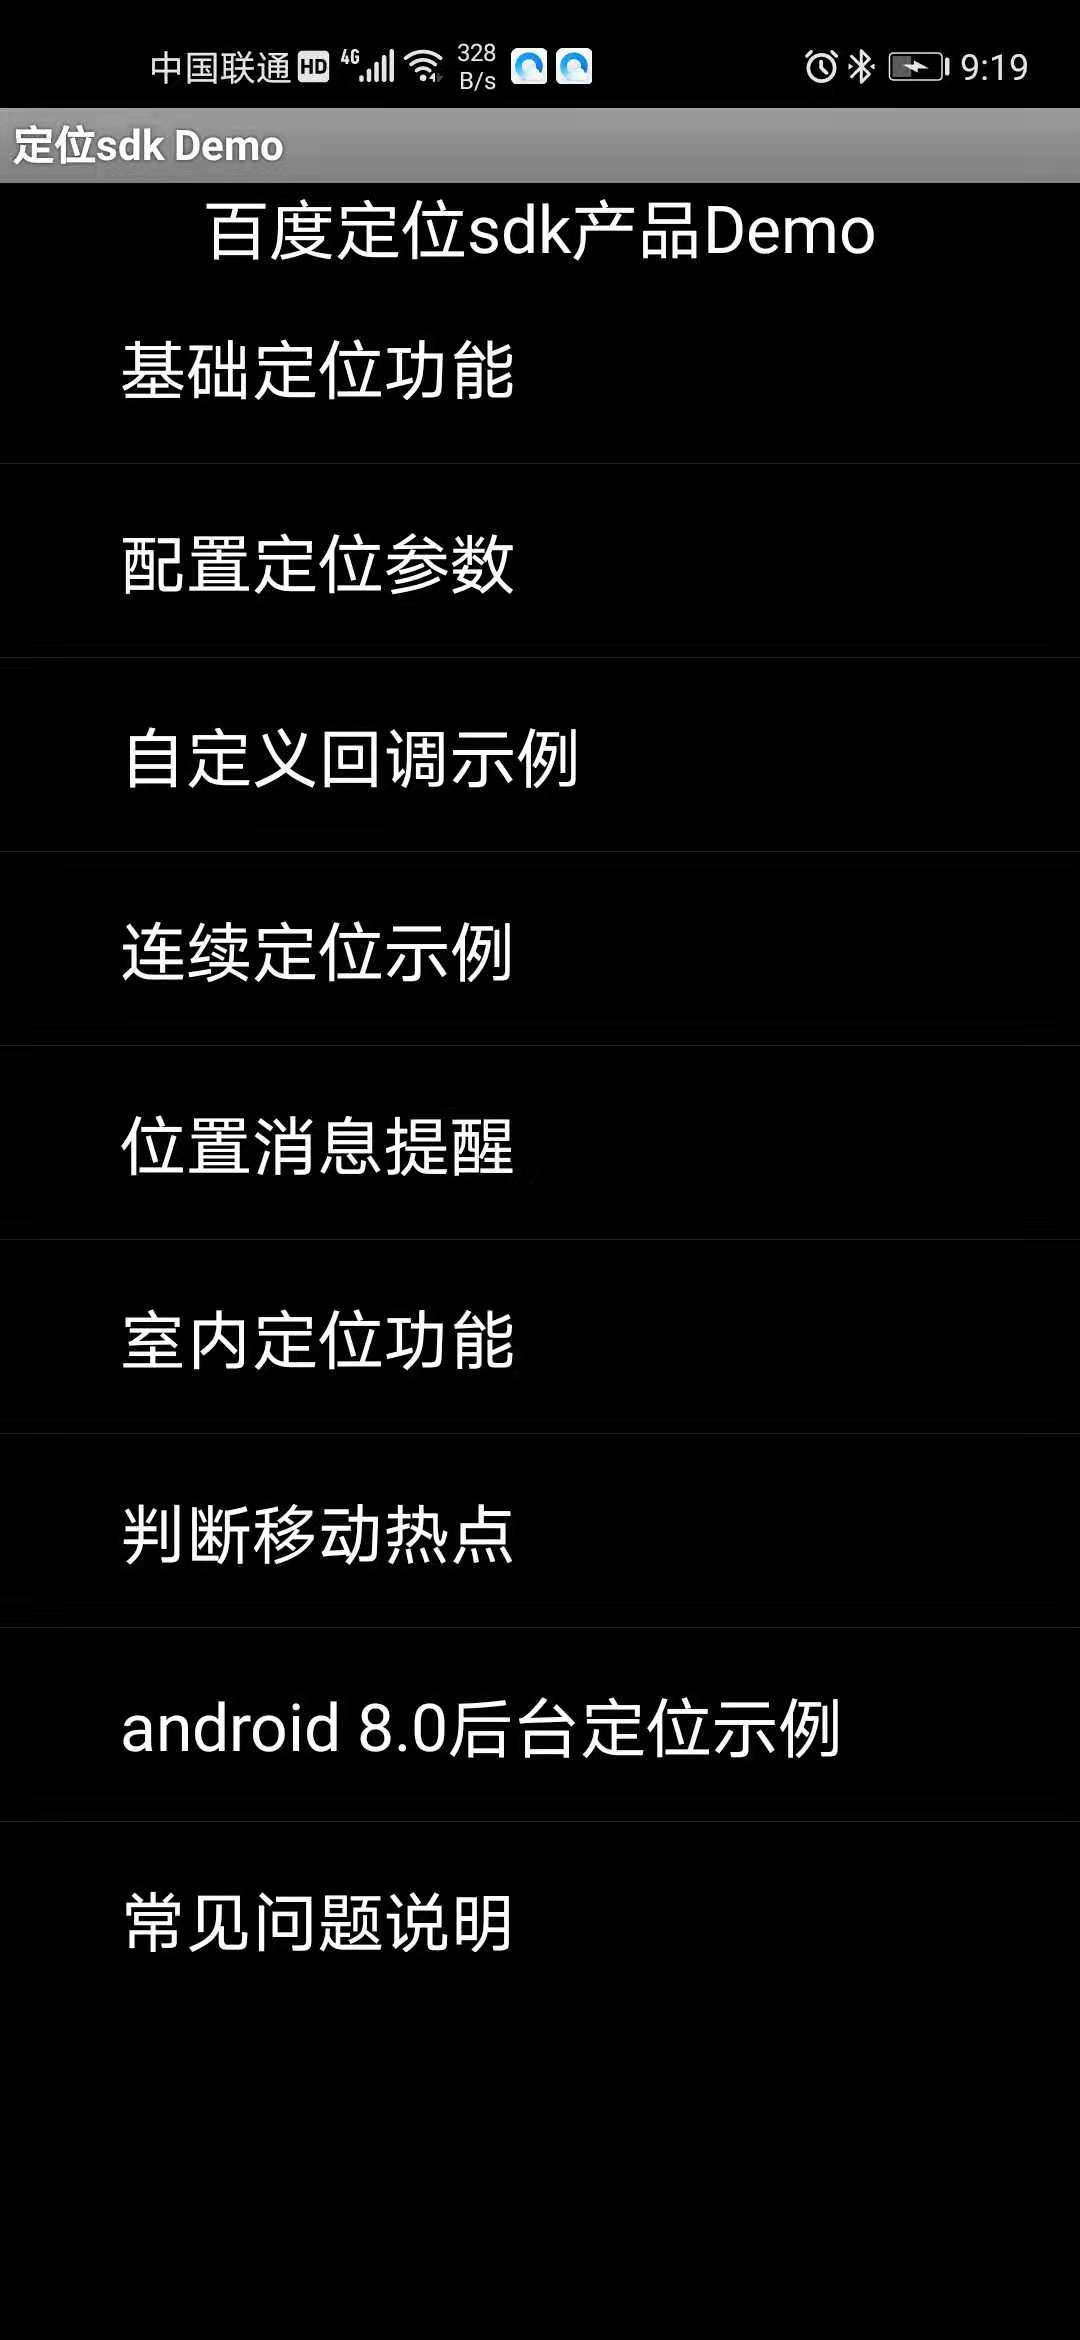 中国联通 HD 4G 328 B/s 9:19
定位sdk Demo
百度定位sdk产品Demo
基础定位功能
配置定位参数
自定义回调示例
连续定位示例
位置消息提醒
室内定位功能
判断移动热点
android 8.0后台定位示例
常见问题说明